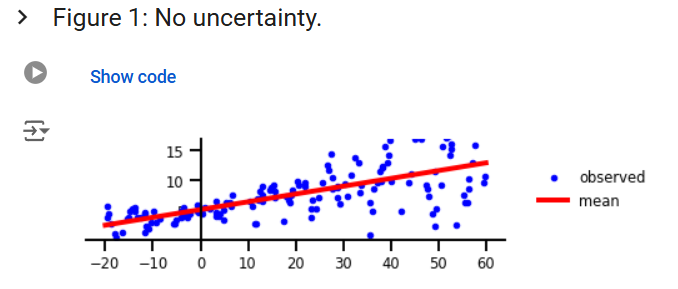 Figure 1: No uncertainty.
Show code
15
10
observed
mean
−20 −10 0 10 20 30 40 50 60